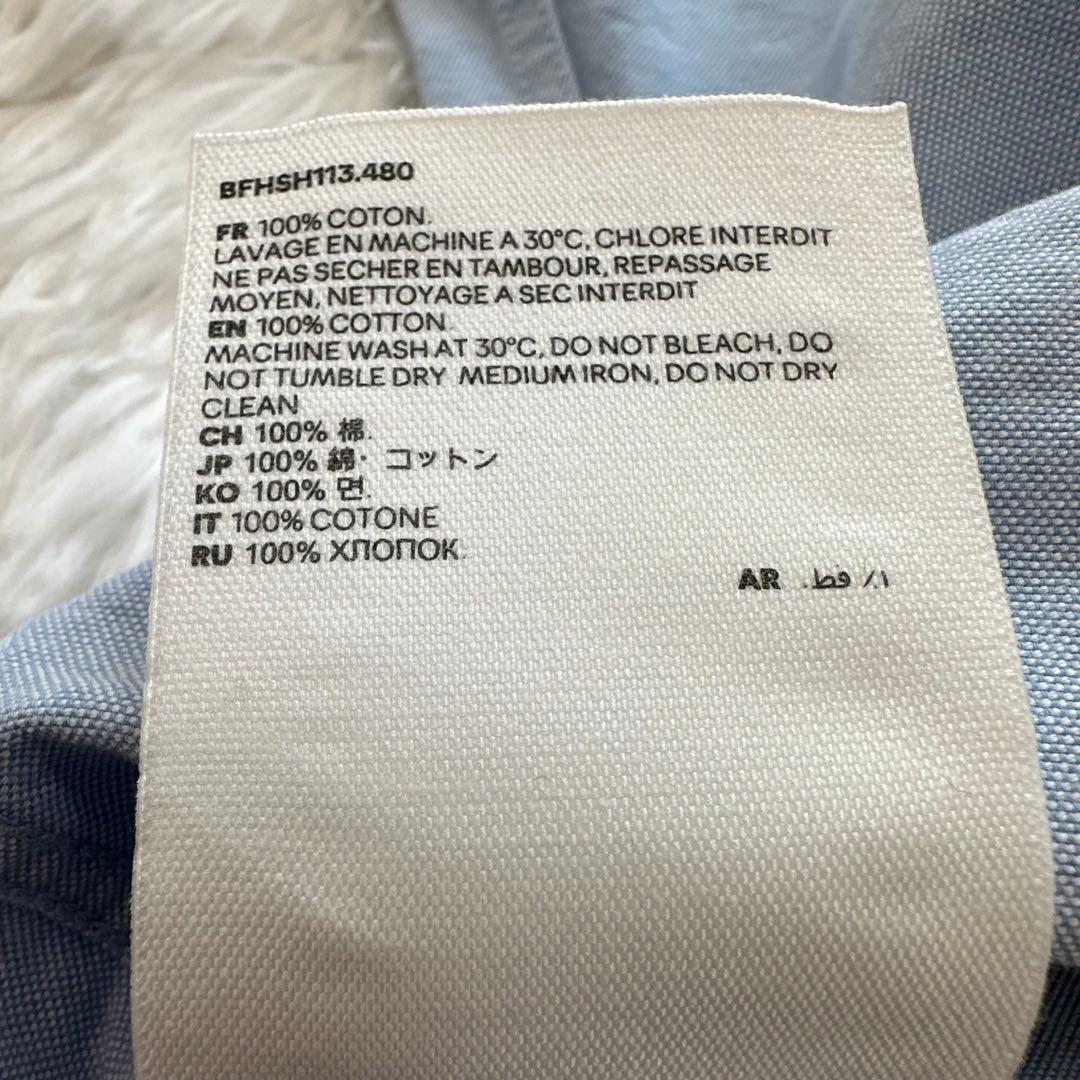 BFHSH113.480
FR 100% COTON.
LAVAGE EN MACHINE A 30°C, CHLORE INTERDIT
NE PAS SECHER EN TAMBOUR, REPASSAGE
MOYEN, NETTOYAGE A SEC INTERDIT
EN 100% COTTON.
MACHINE WASH AT 30°C, DO NOT BLEACH, DO
NOT TUMBLE DRY MEDIUM IRON, DO NOT DRY
CLEAN
CH 100% 棉.
JP 100% 綿· コットン
KO 100% 면.
IT 100% COTONE
RU 100% ХЛОПОК.
AR